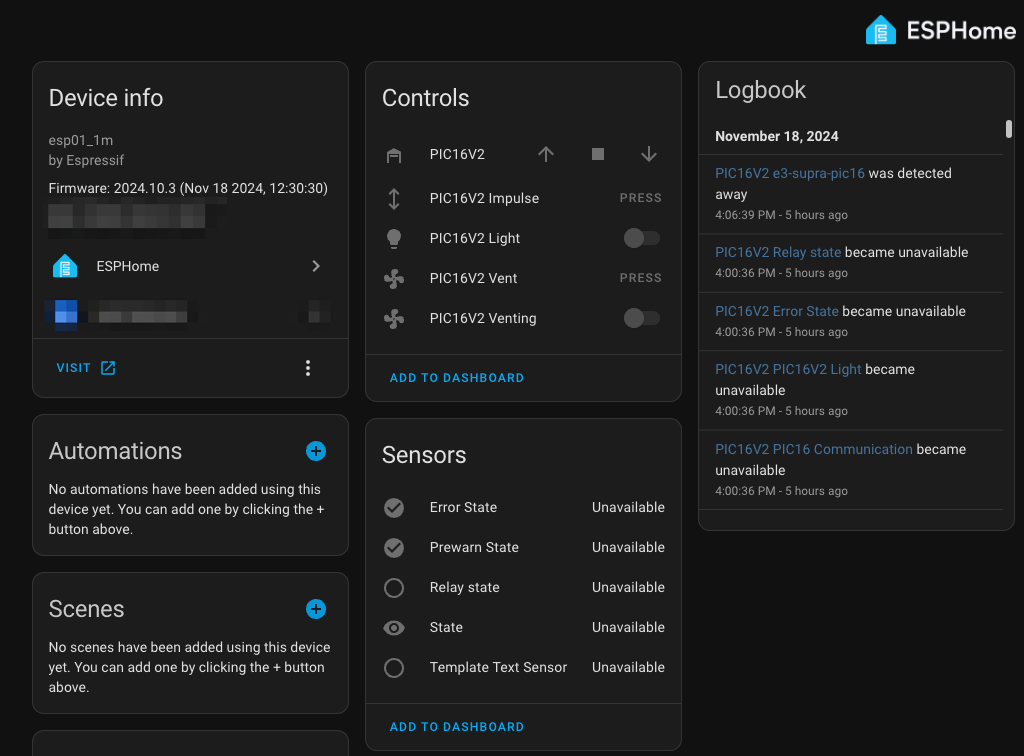 ESPHome
Device info
esp01_1m
by Espressif
Firmware: 2024.10.3 (Nov 18 2024, 12:30:30)
ESPHome
VISIT
Automations
No automations have been added using this
device yet. You can add one by clicking the +
button above.
Scenes
No scenes have been added using this device
yet. You can add one by clicking the + button
above.
Controls
PIC16V2
PIC16V2 Impulse PRESS
PIC16V2 Light
PIC16V2 Vent PRESS
PIC16V2 Venting
ADD TO DASHBOARD
Sensors
Error State Unavailable
Prewarn State Unavailable
Relay state Unavailable
State Unavailable
Template Text Sensor Unavailable
ADD TO DASHBOARD
Logbook
November 18, 2024
PIC16V2 e3-supra-pic16 was detected
away
4:06:39 PM - 5 hours ago
PIC16V2 Relay state became unavailable
4:00:36 PM - 5 hours ago
PIC16V2 Error State became unavailable
4:00:36 PM - 5 hours ago
PIC16V2 PIC16V2 Light became
unavailable
4:00:36 PM - 5 hours ago
PIC16V2 PIC16 Communication became
unavailable
4:00:36 PM - 5 hours ago